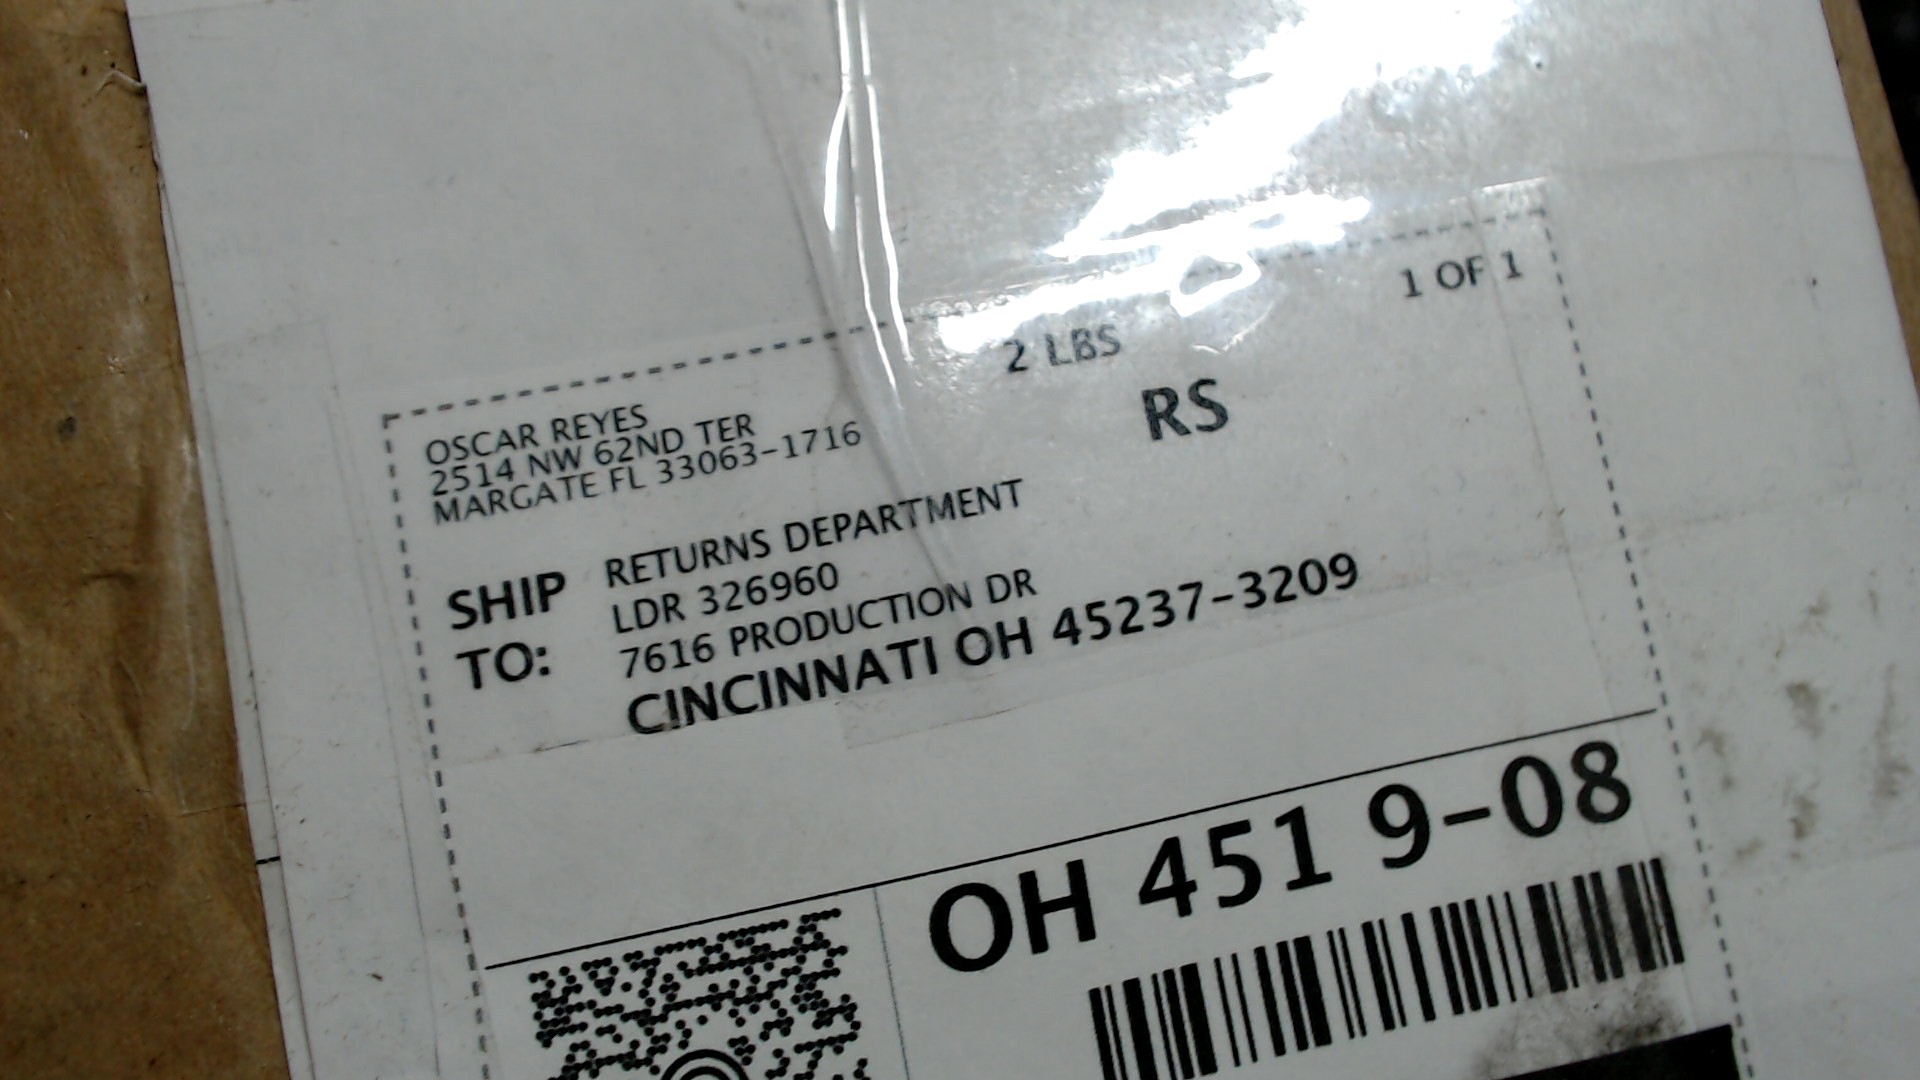 1 OF 1
2 LBS
RS
OSCAR REYES
2514 NW 62ND TER
MARGATE FL 33063-1716
SHIP TO:
RETURNS DEPARTMENT
LDR 326960
7616 PRODUCTION DR
CINCINNATI OH 45237-3209
OH 451 9-08